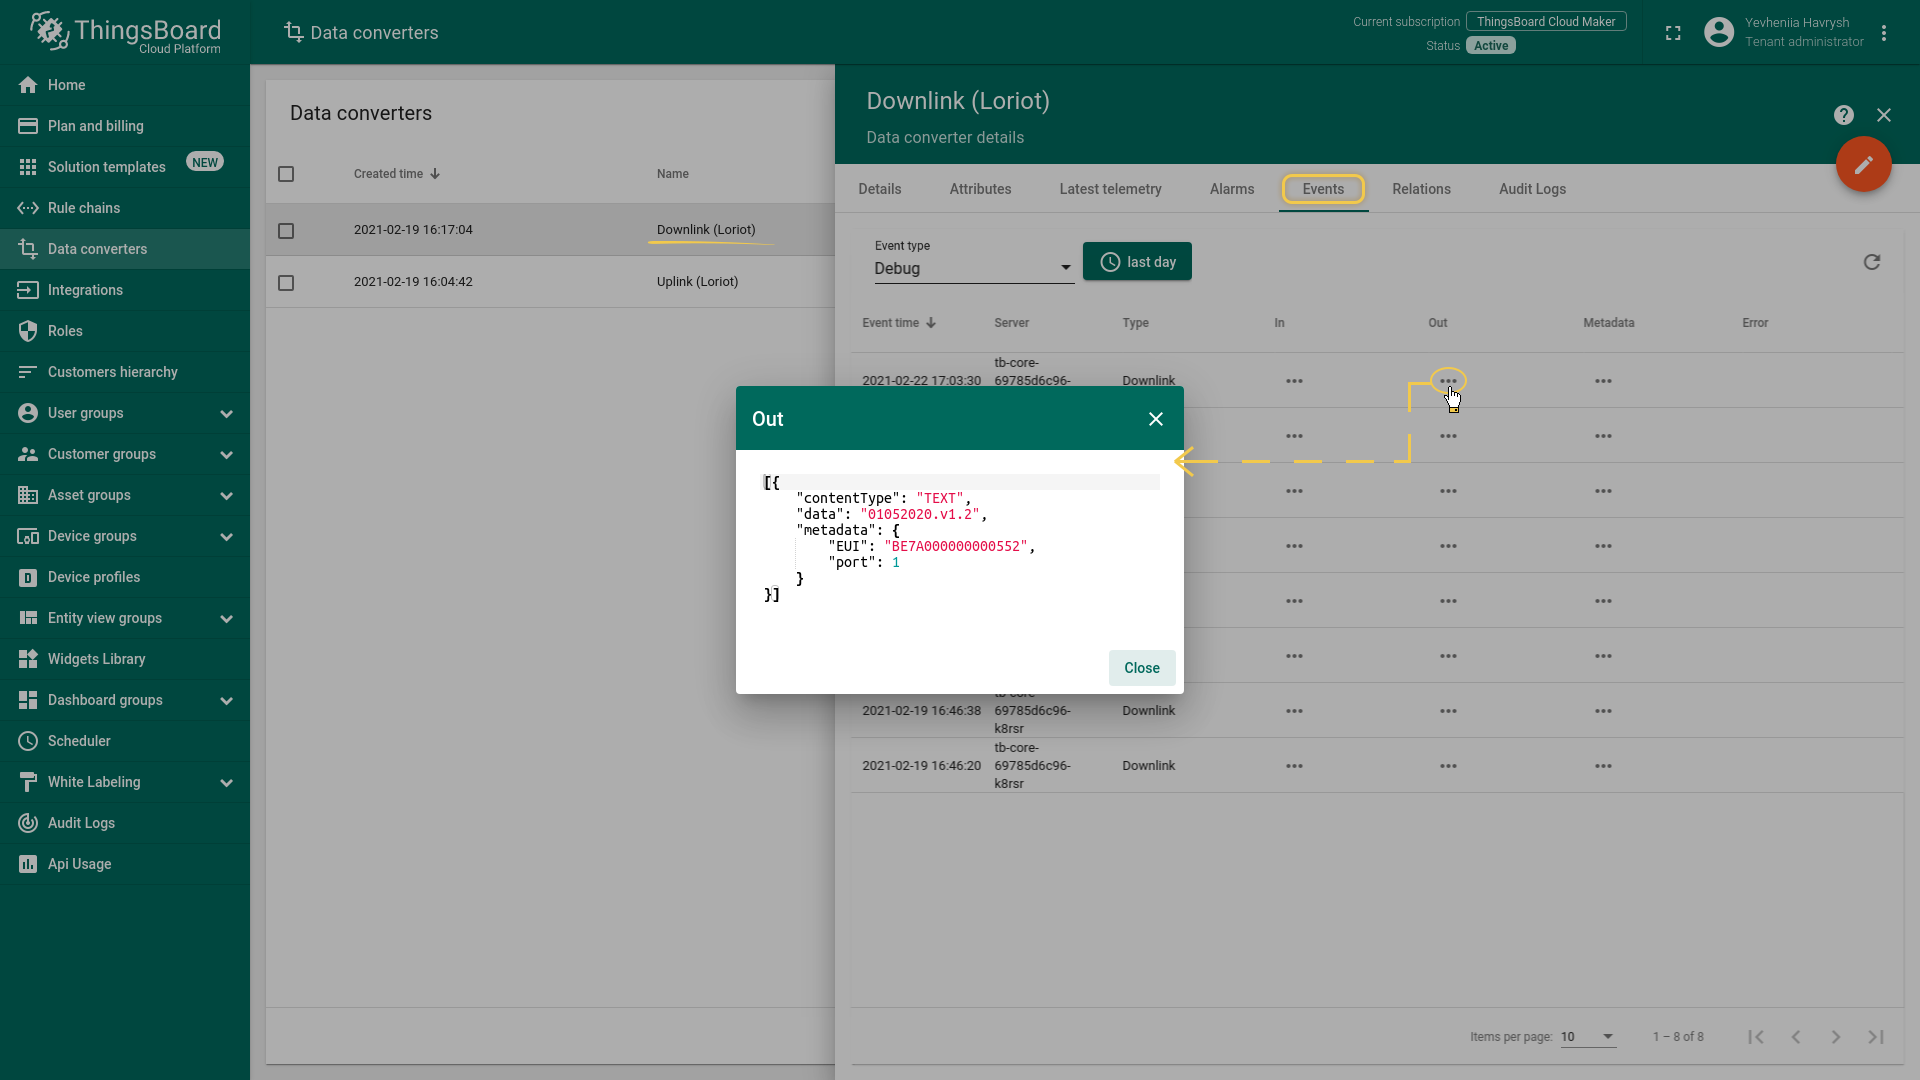 ThingsBoard
Cloud Platform
Data converters
Current subscription
ThingsBoard Cloud Maker
Status
Active
Yevheniia Havrysh
Tenant administrator
Home
Plan and billing
Solution templates
NEW
Rule chains
Data converters
Integrations
Roles
Customers hierarchy
User groups
Customer groups
Asset groups
Device groups
Device profiles
Entity view groups
Widgets Library
Dashboard groups
Scheduler
White Labeling
Audit Logs
Api Usage
Data converters
Created time
Name
2021-02-19 16:17:04
Downlink (Loriot)
2021-02-19 16:04:42
Uplink (Loriot)
Downlink (Loriot)
Data converter details
Details
Attributes
Latest telemetry
Alarms
Events
Relations
Audit Logs
Event type
Debug
last day
Event time
Server
Type
In
Out
Metadata
Error
2021-02-22 17:03:30
tb-core-
69785d6c96-
Downlink
Out
[{
"contentType": "TEXT",
"data": "01052020.v1.2",
"metadata": {
"EUI": "BE7A000000000552",
"port": 1
}
}]
Close
2021-02-19 16:46:38
tb-core-
69785d6c96-
k8rsr
Downlink
2021-02-19 16:46:20
tb-core-
69785d6c96-
k8rsr
Downlink
Items per page:
10
1 – 8 of 8